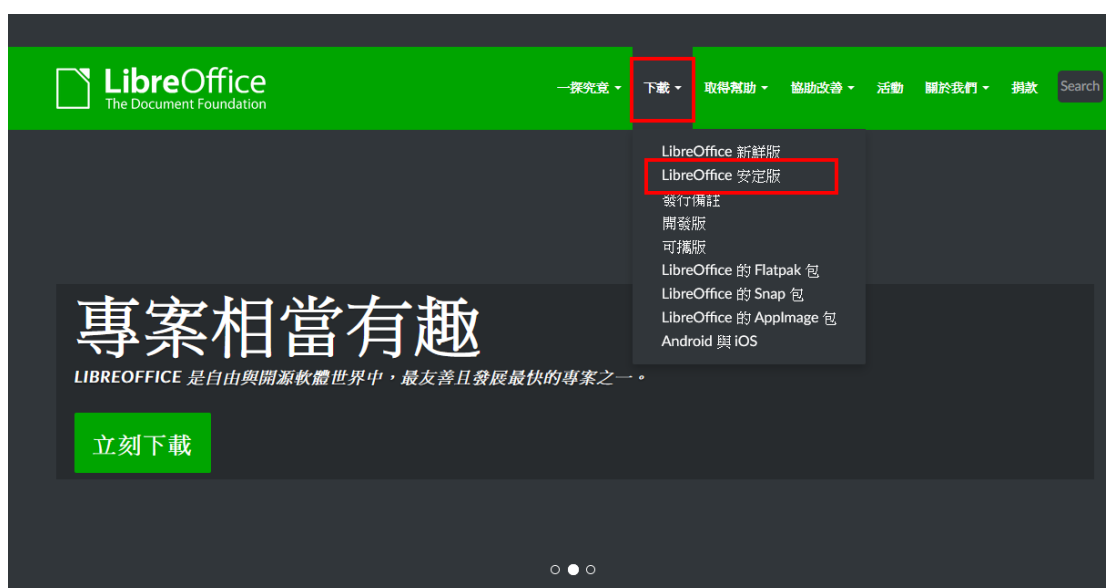 LibreOffice
The Document Foundation
一探究竟 下載 取得幫助 協助改善 活動 關於我們 捐款 Search
LibreOffice 新鮮版
LibreOffice 安定版
發行備註
開發版
可攜版
LibreOffice 的 Flatpak 包
LibreOffice 的 Snap 包
LibreOffice 的 AppImage 包
Android 與 iOS
專案相當有趣
LIBREOFFICE 是自由與開源軟體世界中，最友善且發展最快的專案之一。
立刻下載